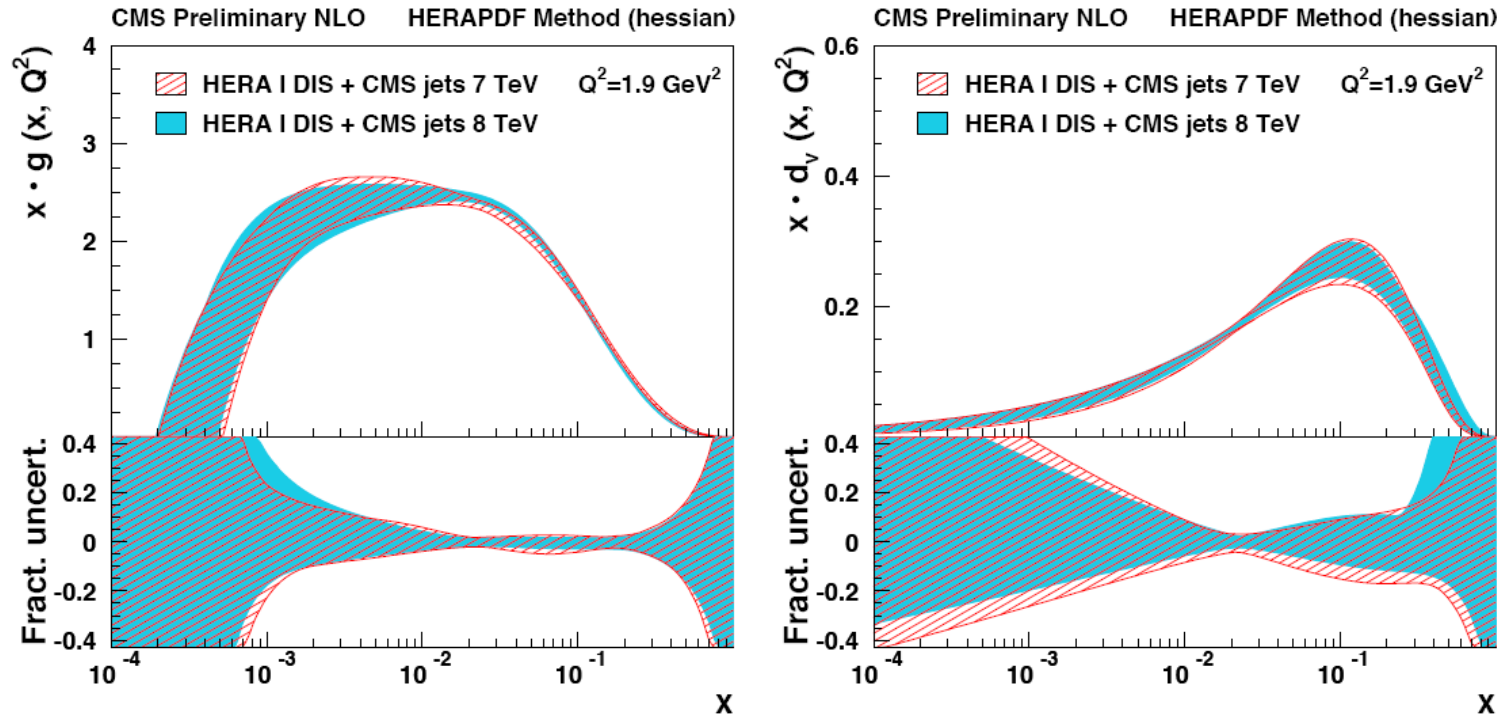 CMS Preliminary NLO HERAPDF Method (hessian)
x • g (x, Q²)
4
3
2
1
HERA I DIS + CMS jets 7 TeV Q²=1.9 GeV²
HERA I DIS + CMS jets 8 TeV
Fract. uncert.
0.4
0.2
0
-0.2
-0.4
10⁻⁴ 10⁻³ 10⁻² 10⁻¹
x
CMS Preliminary NLO HERAPDF Method (hessian)
x • dᵥ (x, Q²)
0.6
0.4
0.2
HERA I DIS + CMS jets 7 TeV Q²=1.9 GeV²
HERA I DIS + CMS jets 8 TeV
Fract. uncert.
0.4
0.2
0
-0.2
-0.4
10⁻⁴ 10⁻³ 10⁻² 10⁻¹
x